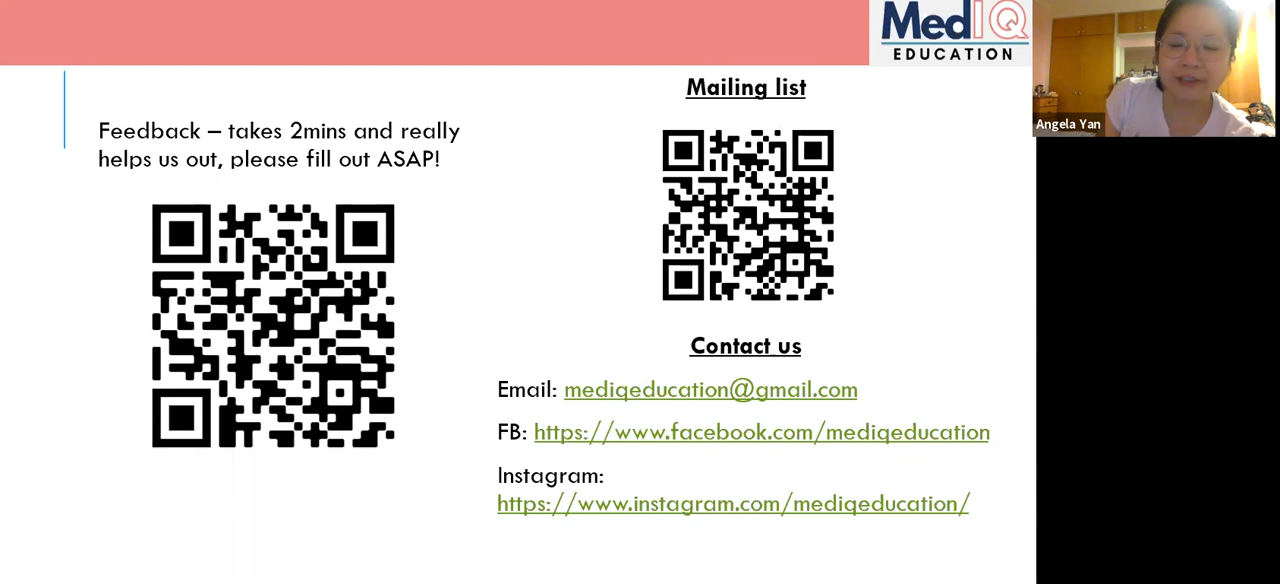 MedIQ
EDUCATION
Angela Yan
Feedback – takes 2mins and really
helps us out, please fill out ASAP!
Mailing list
Contact us
Email: mediqeducation@gmail.com
FB: https://www.facebook.com/mediqeducation
Instagram:
https://www.instagram.com/mediqeducation/